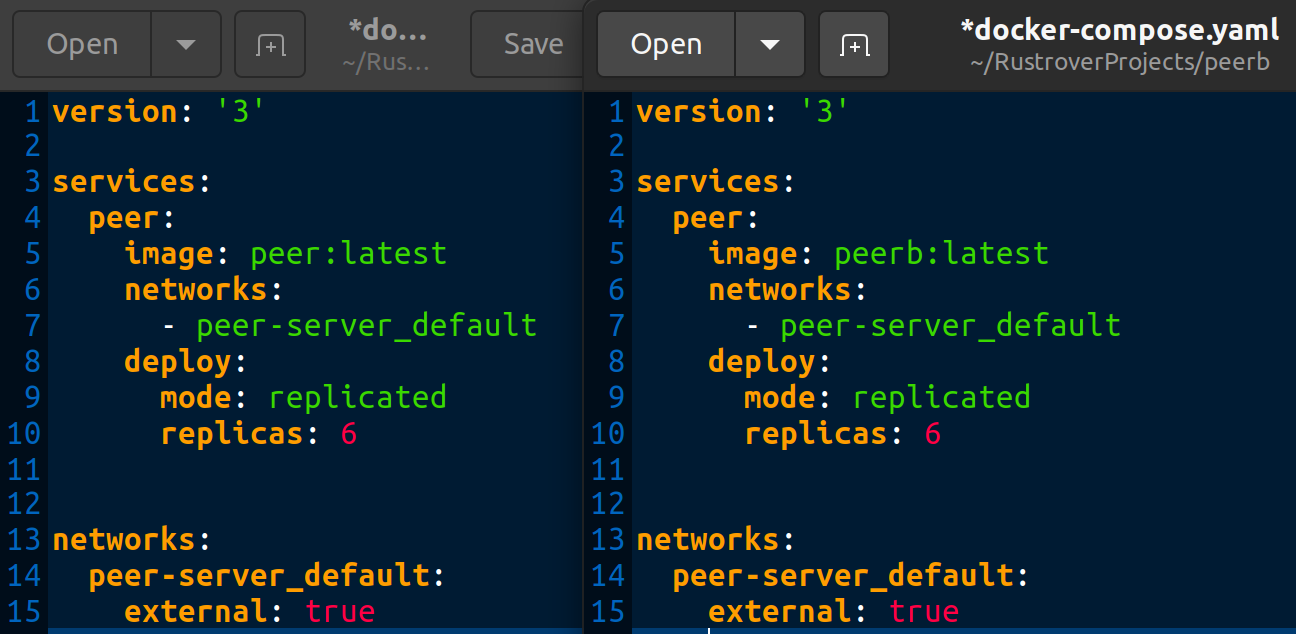 Open
*do...
~/Rus...
Save
1 version: '3'
2
3 services:
4   peer:
5     image: peer:latest
6     networks:
7       - peer-server_default
8     deploy:
9       mode: replicated
10       replicas: 6
11
12
13 networks:
14   peer-server_default:
15     external: true
Open
*docker-compose.yaml
~/RustroverProjects/peerb
1 version: '3'
2
3 services:
4   peer:
5     image: peerb:latest
6     networks:
7       - peer-server_default
8     deploy:
9       mode: replicated
10       replicas: 6
11
12
13 networks:
14   peer-server_default:
15     external: true